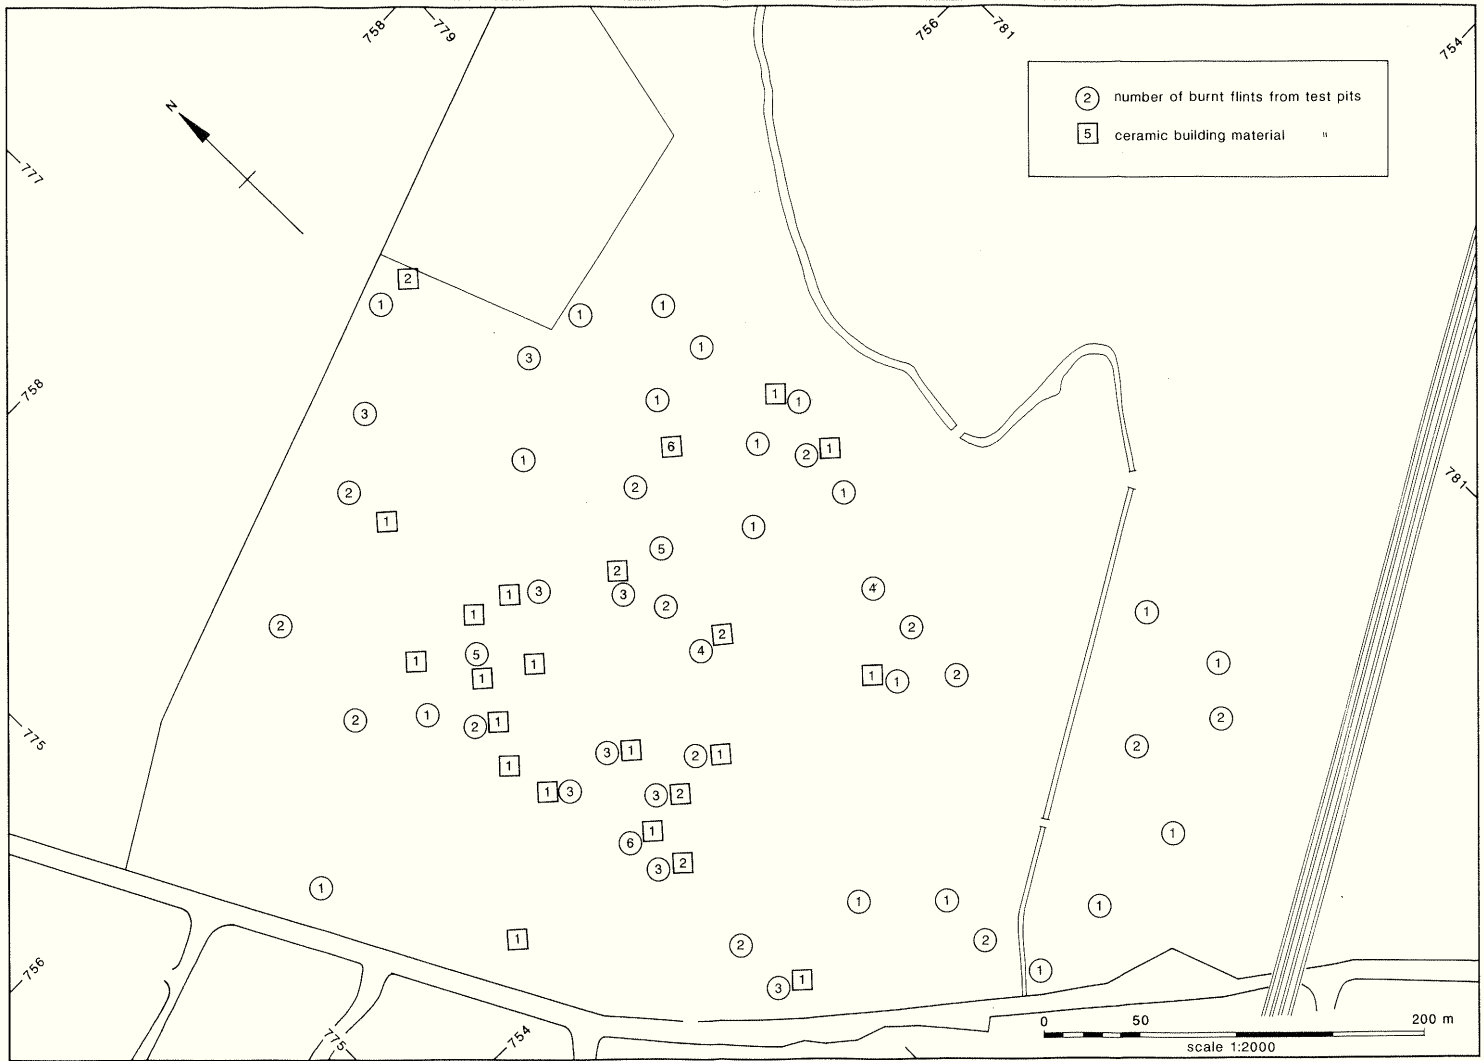 758 779 756 781 754
N
2 number of burnt flints from test pits
5 ceramic building material "
777
2
1 1 1
1
3
758
1 1 1
3
6 1 2 1
1
2 2 1
1 1
5
2
1 3 3 4
1 2 1
2 2
2
5 4
1 1 1
1 1 1 2
2 1 2 1 2
775
3 1 2 1 2
1
1 3 3 2
6 1 1
3 2
1
1 1 1
1 2 2
3 1 1
781
756
775
754
0 50 200 m
scale 1:2000